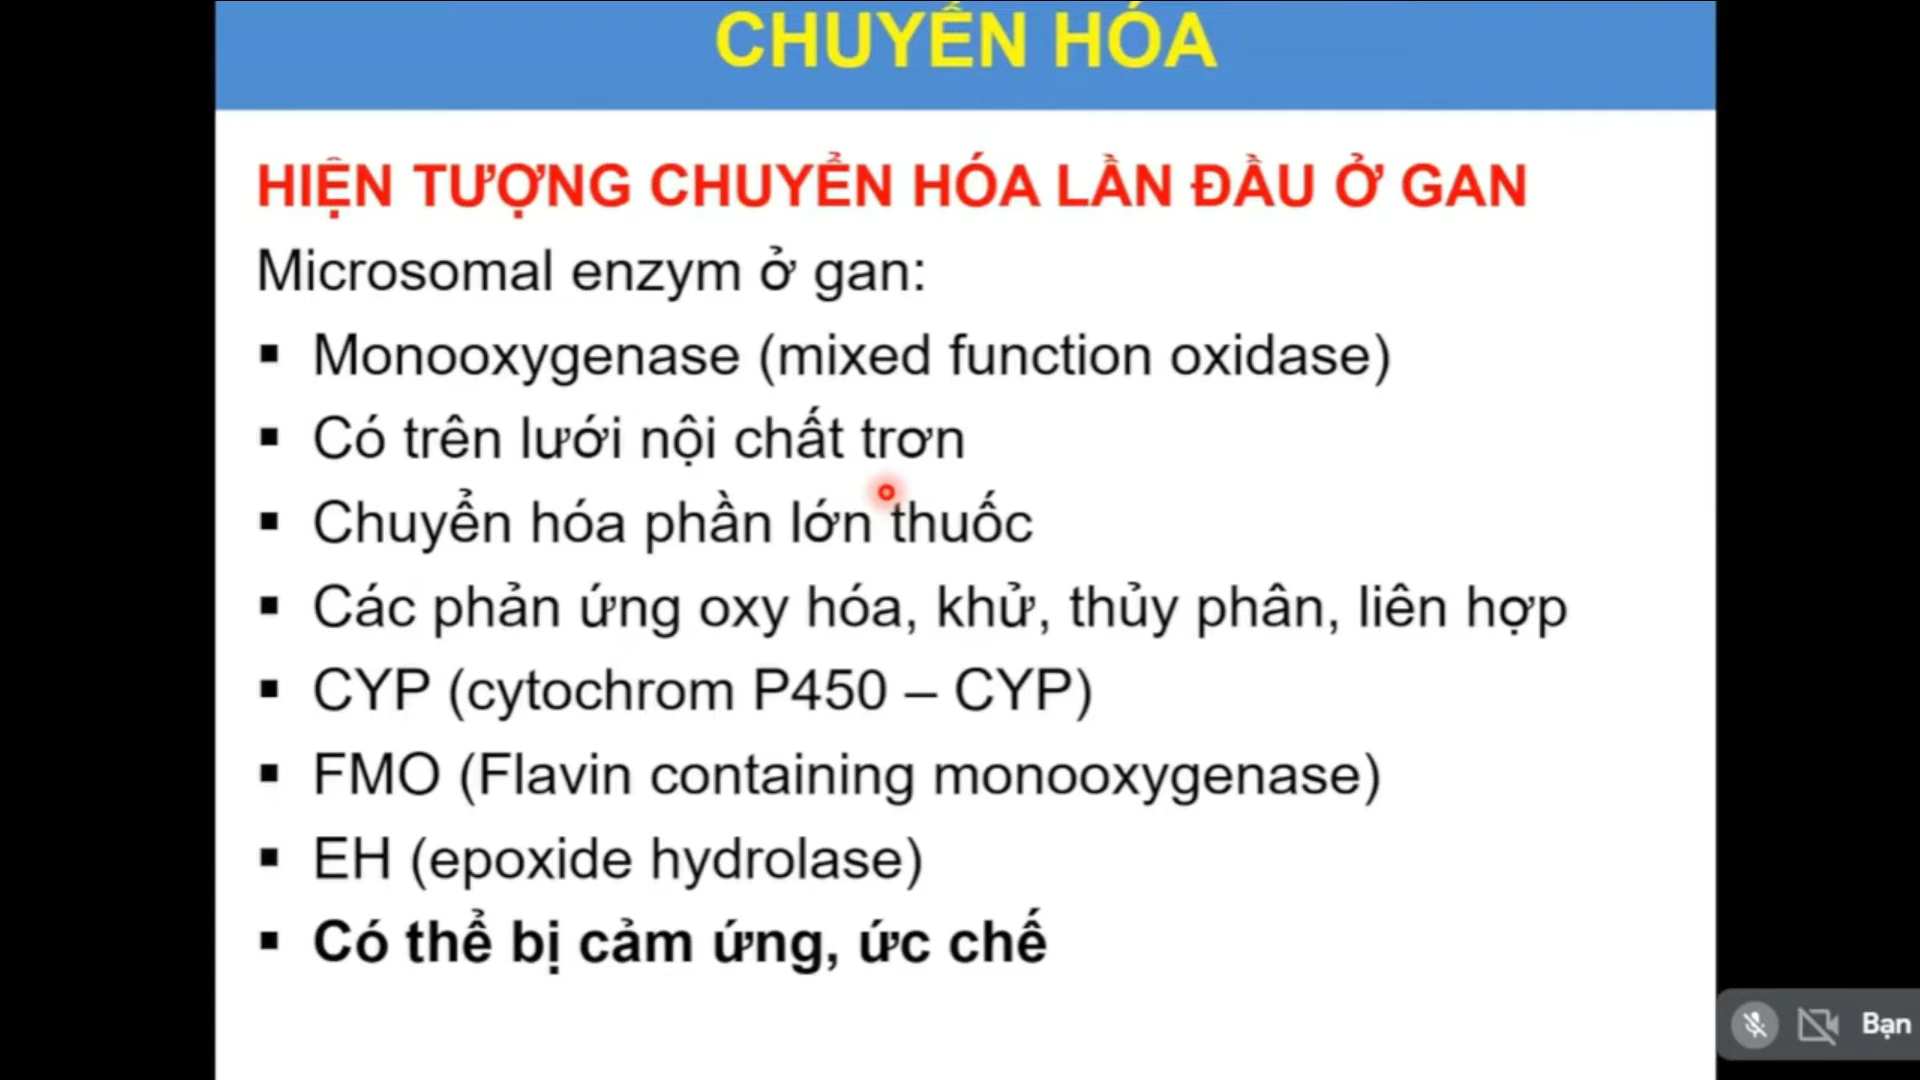 CHUYỂN HÓA
HIỆN TƯỢNG CHUYỂN HÓA LẦN ĐẦU Ở GAN
Microsomal enzym ở gan:
▪ Monooxygenase (mixed function oxidase)
▪ Có trên lưới nội chất trơn
▪ Chuyển hóa phần lớn thuốc
▪ Các phản ứng oxy hóa, khử, thủy phân, liên hợp
▪ CYP (cytochrom P450 – CYP)
▪ FMO (Flavin containing monooxygenase)
▪ EH (epoxide hydrolase)
▪ Có thể bị cảm ứng, ức chế
Bạn